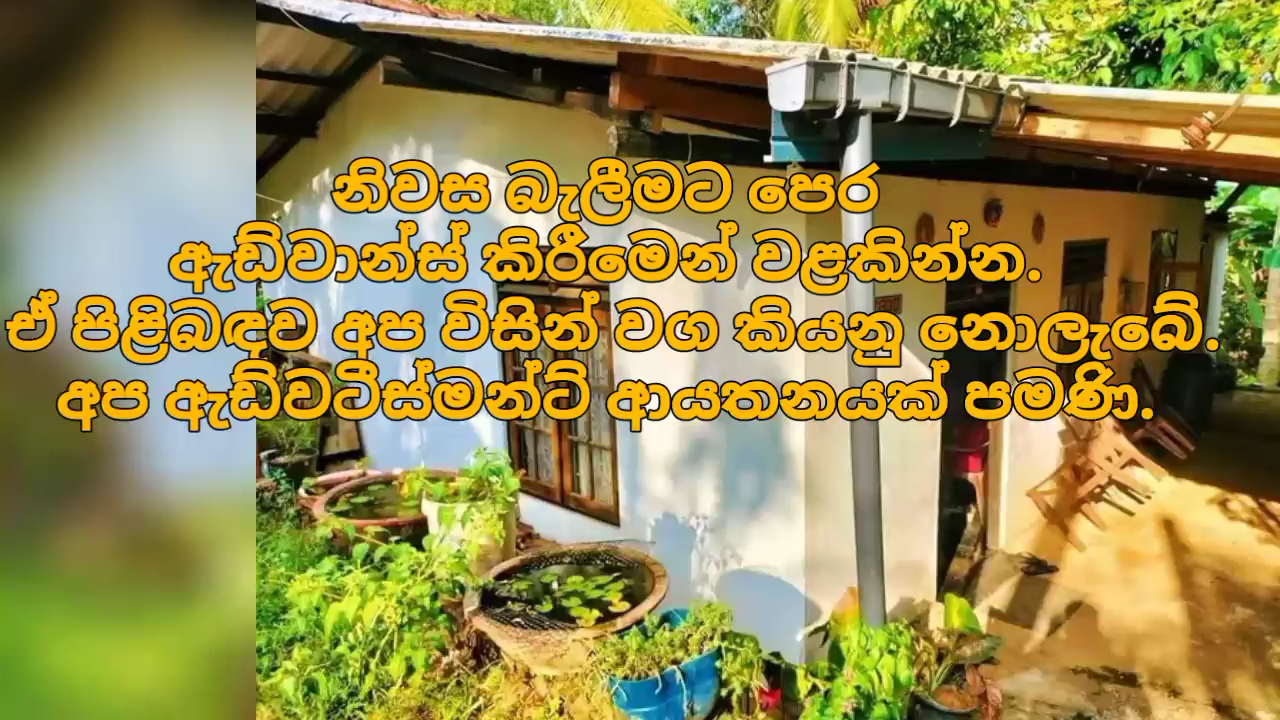 නිවස බැලීමට පෙර
ඇඩ්වාන්ස් කිරීමෙන් වළකින්න.
ඒ පිළිබඳව අප විසින් වග කියනු නොලැබේ.
අප ඇඩ්වටීස්මන්ට් ආයතනයක් පමණි.